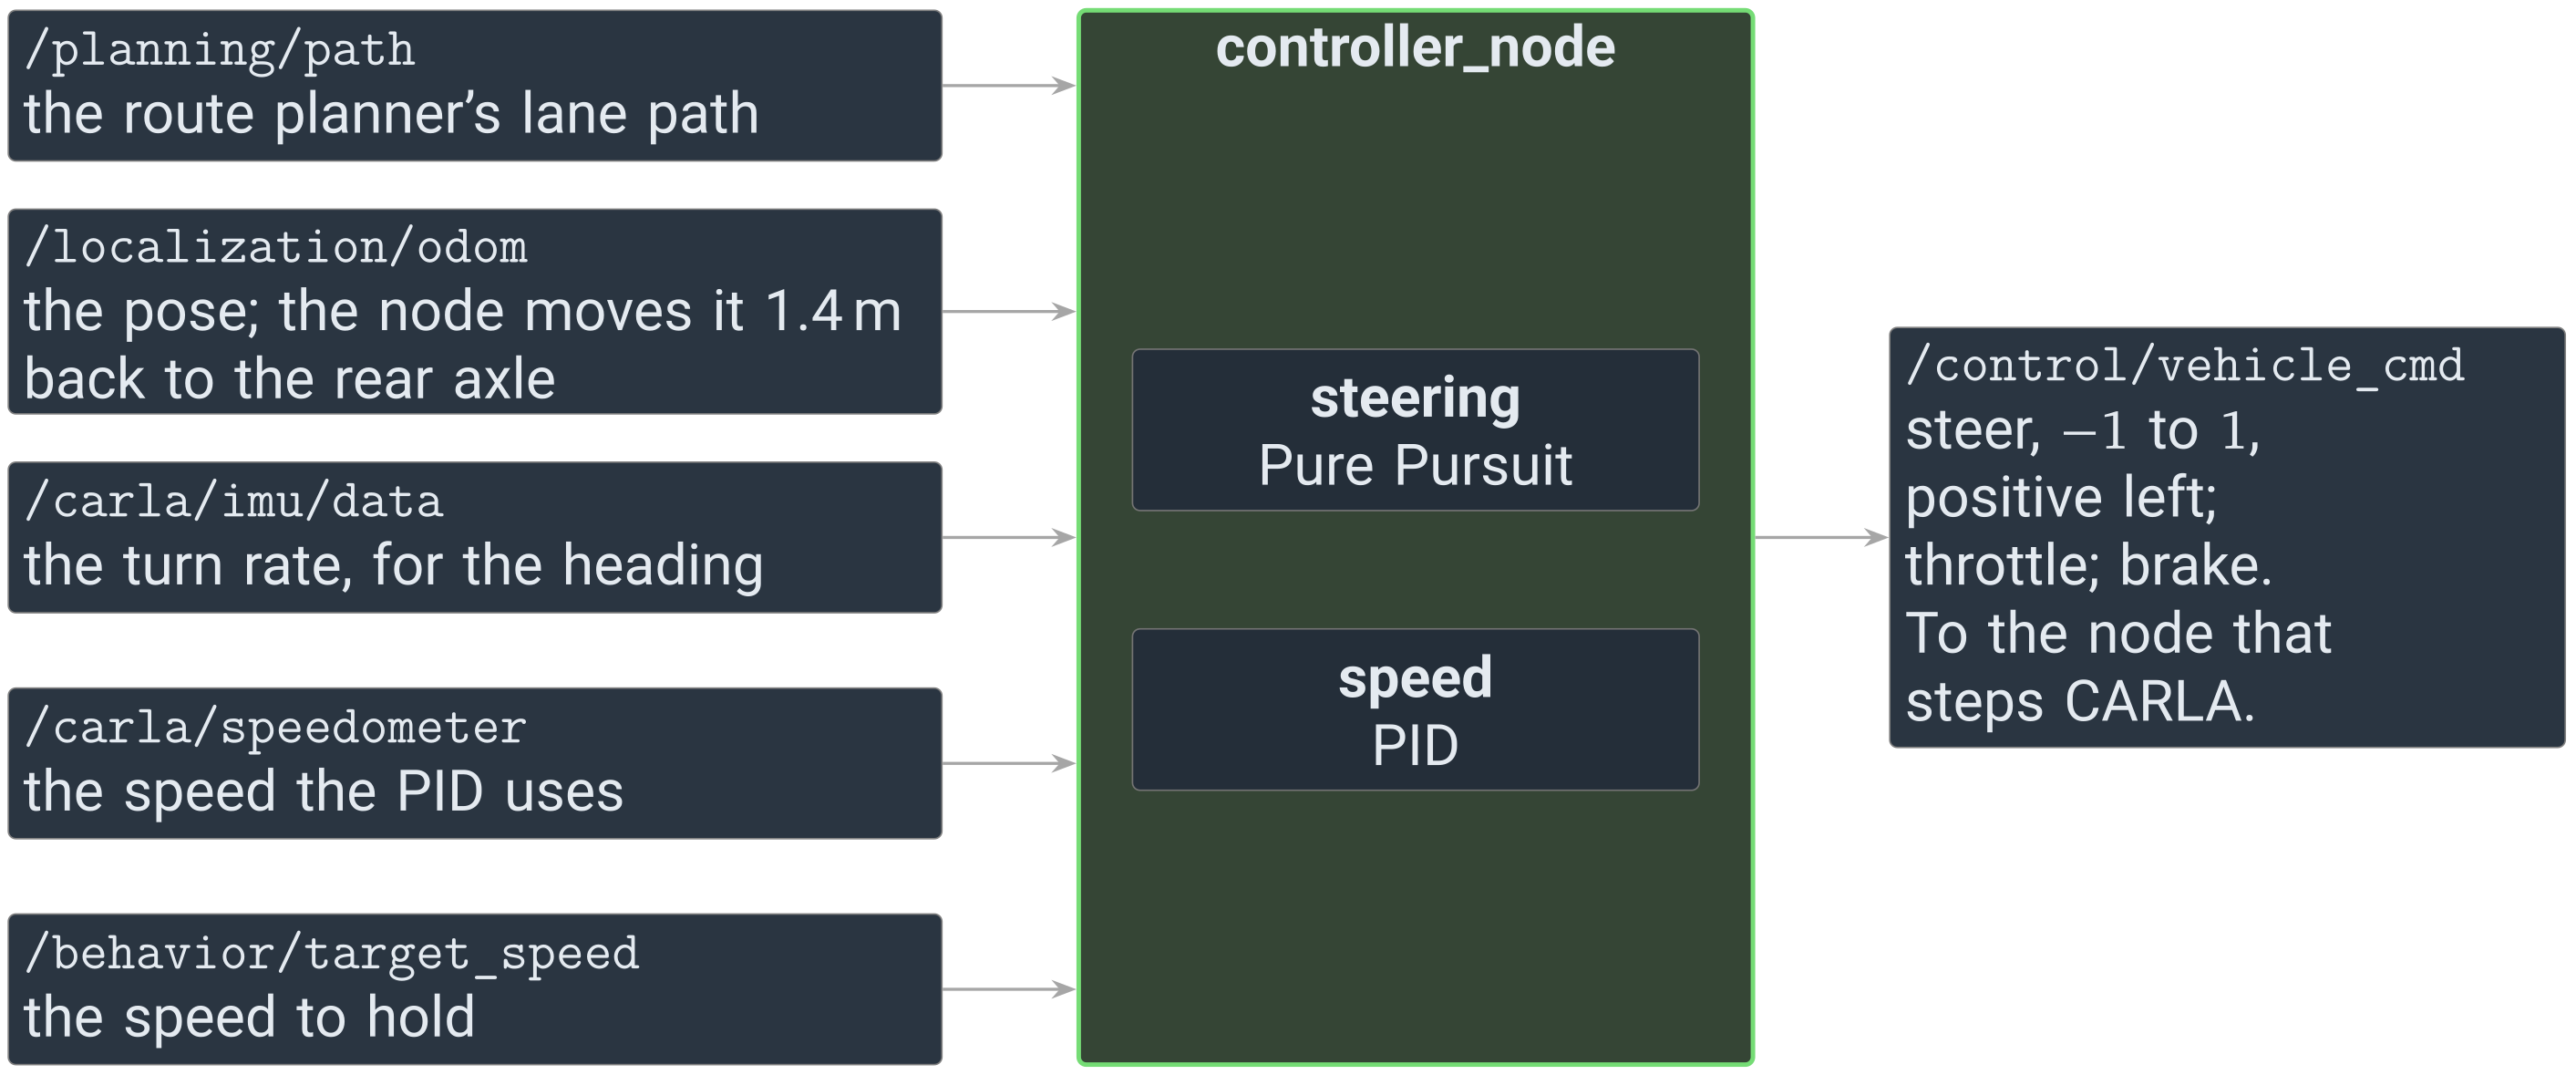 /planning/path
the route planner’s lane path
/localization/odom
the pose; the node moves it 1.4 m
back to the rear axle
/carla/imu/data
the turn rate, for the heading
/carla/speedometer
the speed the PID uses
/behavior/target_speed
the speed to hold
controller_node
steering
Pure Pursuit
speed
PID
/control/vehicle_cmd
steer, −1 to 1,
positive left;
throttle; brake.
To the node that
steps CARLA.